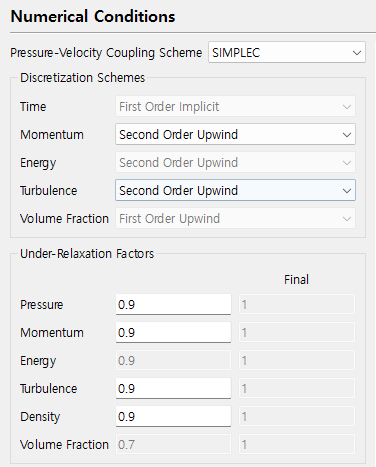 Numerical Conditions
Pressure-Velocity Coupling Scheme SIMPLEC
Discretization Schemes
Time First Order Implicit
Momentum Second Order Upwind
Energy Second Order Upwind
Turbulence Second Order Upwind
Volume Fraction First Order Upwind
Under-Relaxation Factors
Final
Pressure 0.9 1
Momentum 0.9 1
Energy 0.9 1
Turbulence 0.9 1
Density 0.9 1
Volume Fraction 0.7 1